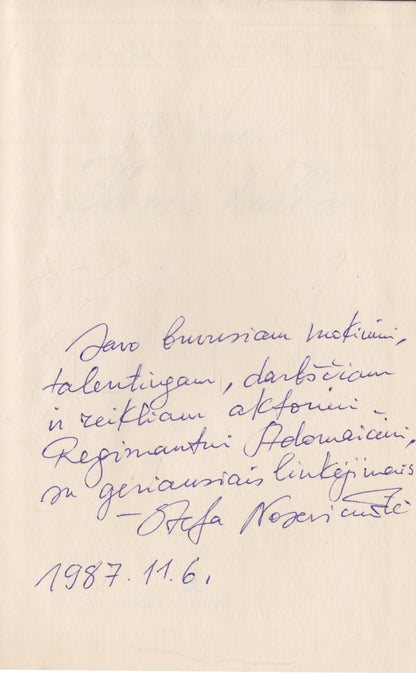 Savo buvusiam mokiniui,
talentingam, darbščiam
ir reikliam aktoriui –
Regimantui Adomaičiui,
su geriausiais linkėjimais
– Stefa Nosevičiūtė
1987.11.6.